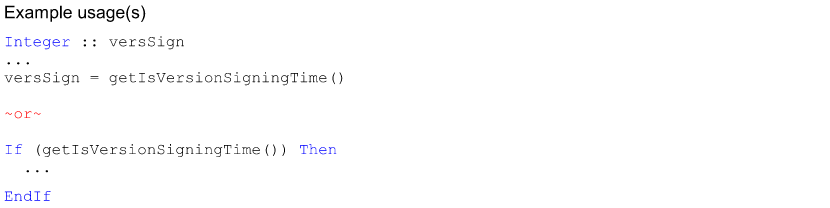 Example usage(s)
Integer :: versSign
...
versSign = getIsVersionSigningTime()
~or~
If (getIsVersionSigningTime()) Then
...
EndIf